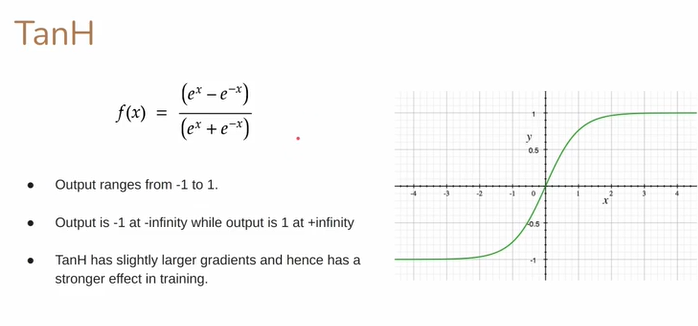 TanH
f(x) = (eˣ − e⁻ˣ) / (eˣ + e⁻ˣ)
● Output ranges from -1 to 1.
● Output is -1 at -infinity while output is 1 at +infinity
● TanH has slightly larger gradients and hence has a
stronger effect in training.
1
y
0.5
-4 -3 -2 -1 0 1 2 3 4
x
-0.5
-1